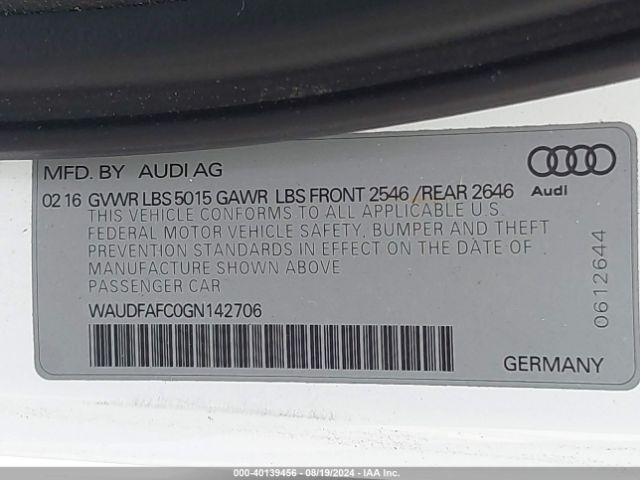 MFD. BY AUDI AG
02 16 GVWR LBS 5015 GAWR LBS FRONT 2546 /REAR 2646
Audi
THIS VEHICLE CONFORMS TO ALL APPLICABLE U.S.
FEDERAL MOTOR VEHICLE SAFETY, BUMPER AND THEFT
PREVENTION STANDARDS IN EFFECT ON THE DATE OF
MANUFACTURE SHOWN ABOVE
PASSENGER CAR
WAUDFAFC0GN142706
0612644
GERMANY
000-40139456 - 08/19/2024 - IAA Inc.